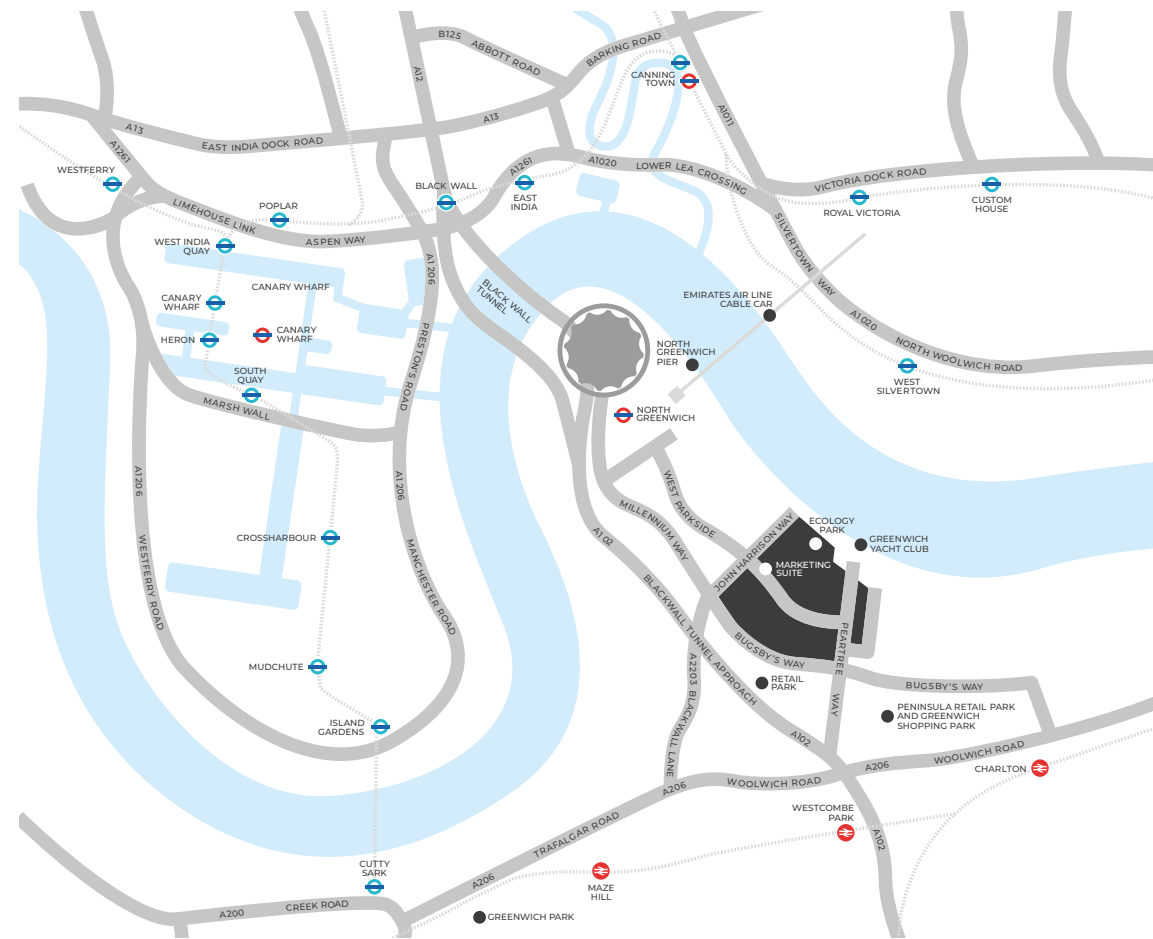 B125
ABBOTT ROAD
BARKING ROAD
A12
CANNING
TOWN
A1011
A13
A13
EAST INDIA DOCK ROAD
A1261
A1261
A1020
LOWER LEA CROSSING
VICTORIA DOCK ROAD
WESTFERRY
BLACK WALL
EAST
INDIA
ROYAL VICTORIA
CUSTOM
HOUSE
POPLAR
LIMEHOUSE LINK
ASPEN WAY
WEST INDIA
QUAY
SILVERTOWN WAY
A1206
CANARY WHARF
BLACK WALL
TUNNEL
CANARY
WHARF
EMIRATES AIR LINE
CABLE CAR
A1020
HERON
CANARY
WHARF
PRESTON'S ROAD
NORTH
GREENWICH
PIER
NORTH WOOLWICH ROAD
SOUTH
QUAY
WEST
SILVERTOWN
MARSH WALL
NORTH
GREENWICH
A1206
A1206
WEST PARKSIDE
MILLENNIUM WAY
A102
JOHN HARRISON WAY
ECOLOGY
PARK
GREENWICH
YACHT CLUB
CROSSHARBOUR
MARKETING
SUITE
WESTFERRY ROAD
MANCHESTER ROAD
BLACKWALL TUNNEL APPROACH
BUGSBY'S WAY
PEARTREE WAY
MUDCHUTE
A2203
BLACKWALL LANE
RETAIL
PARK
BUGSBY'S WAY
ISLAND
GARDENS
PENINSULA RETAIL PARK
AND GREENWICH
SHOPPING PARK
A102
A206
WOOLWICH ROAD
CHARLTON
A206
WOOLWICH ROAD
WESTCOMBE
PARK
A102
TRAFALGAR ROAD
CUTTY
SARK
A206
MAZE
HILL
A200
CREEK ROAD
GREENWICH PARK